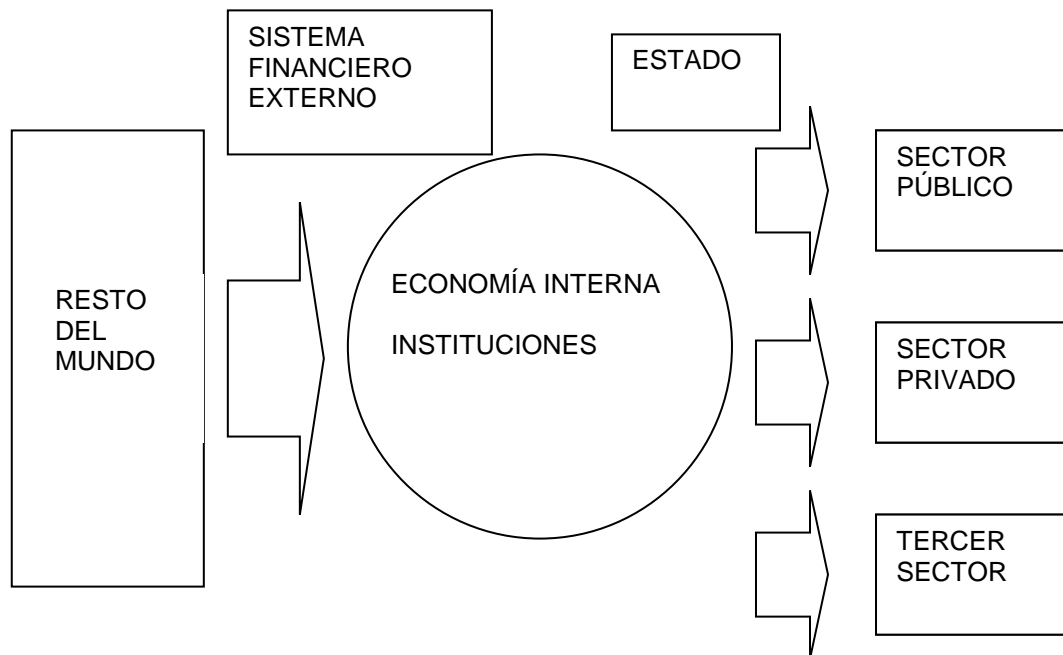 SISTEMA
FINANCIERO
EXTERNO
ESTADO
SECTOR
PÚBLICO
RESTO
DEL
MUNDO
ECONOMÍA INTERNA
INSTITUCIONES
SECTOR
PRIVADO
TERCER
SECTOR